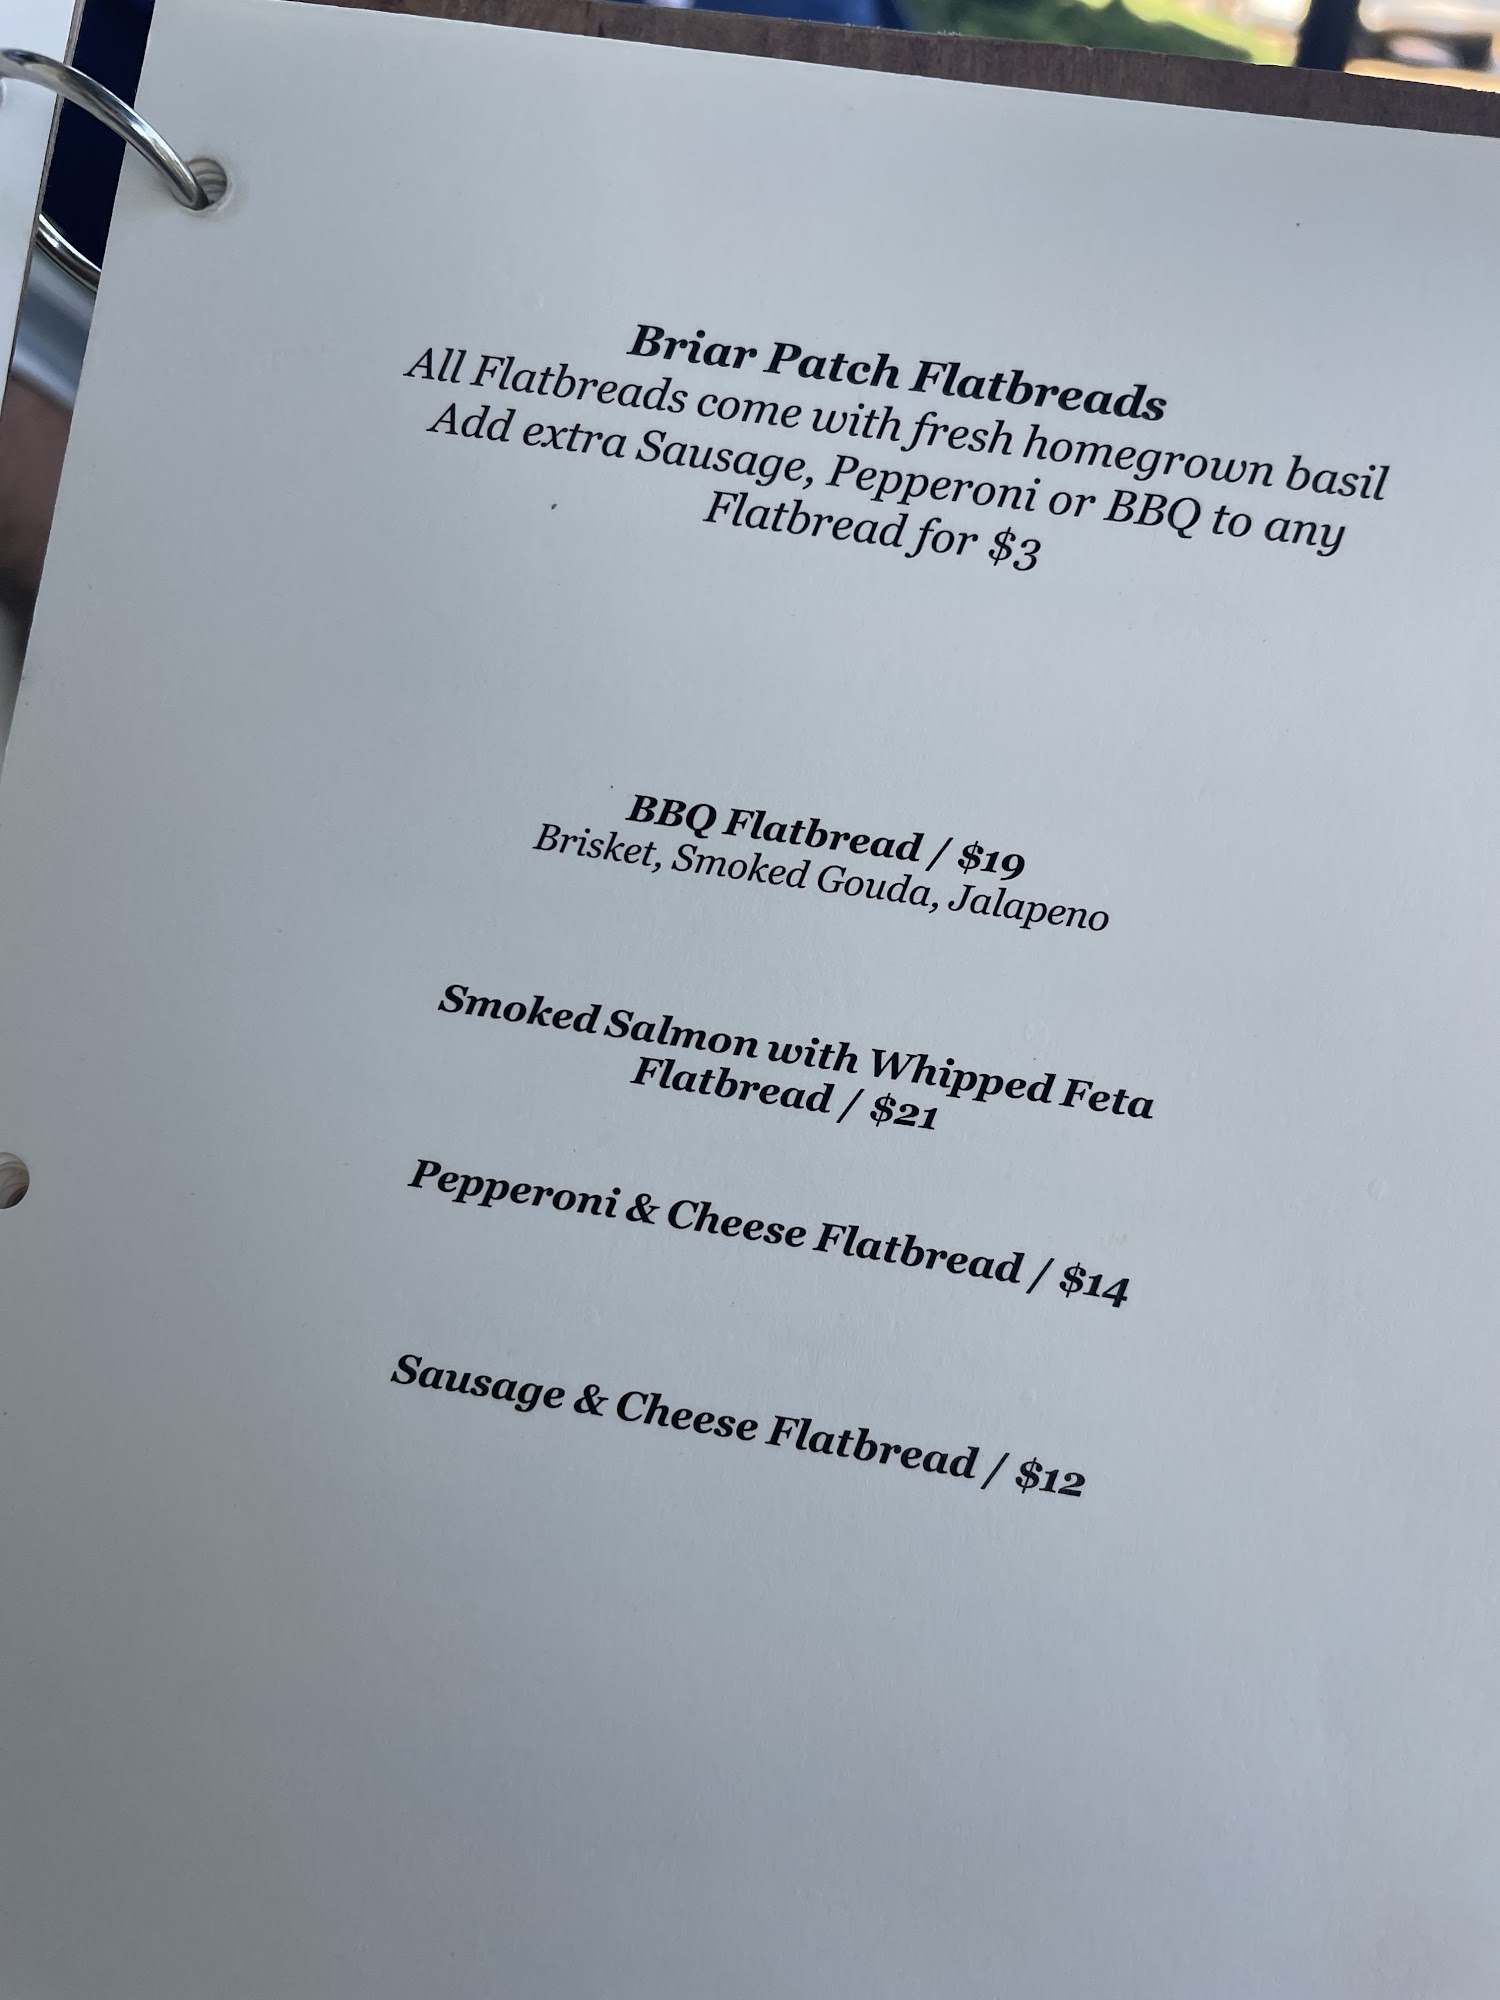 Briar Patch Flatbreads
All Flatbreads come with fresh homegrown basil
Add extra Sausage, Pepperoni or BBQ to any
Flatbread for $3
BBQ Flatbread / $19
Brisket, Smoked Gouda, Jalapeno
Smoked Salmon with Whipped Feta
Flatbread / $21
Pepperoni & Cheese Flatbread / $14
Sausage & Cheese Flatbread / $12